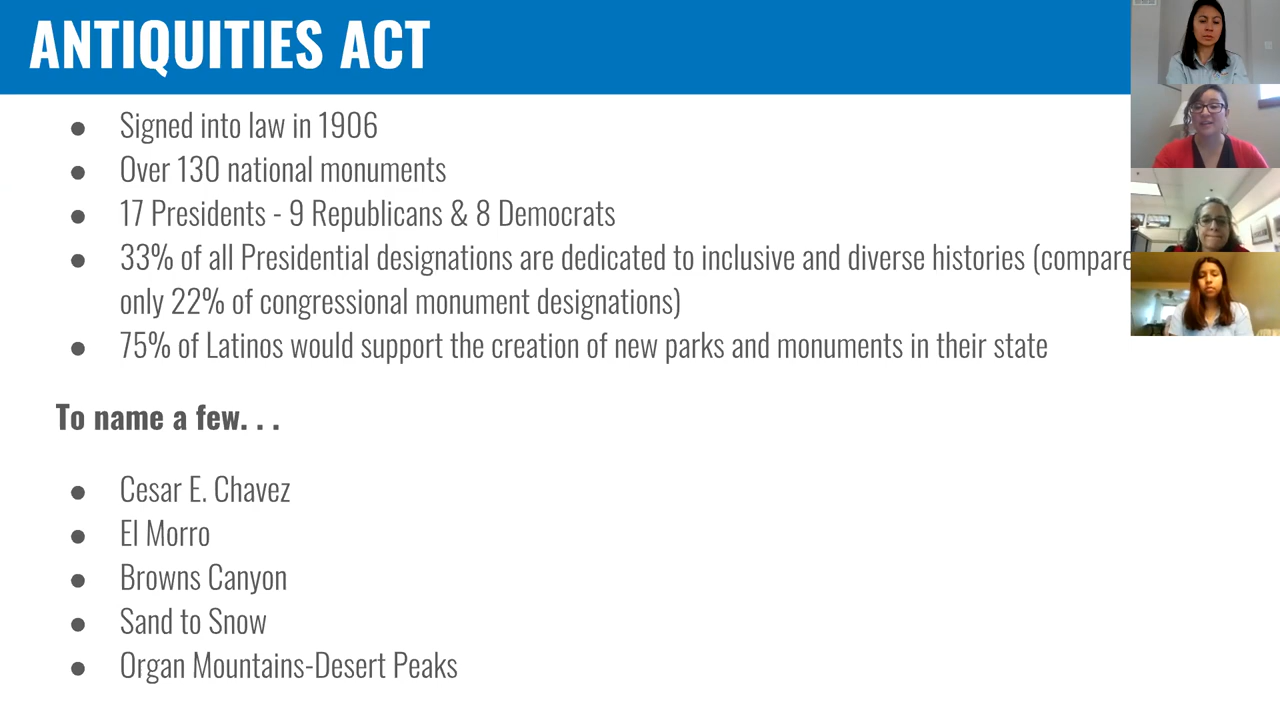 ANTIQUITIES ACT
● Signed into law in 1906
● Over 130 national monuments
● 17 Presidents - 9 Republicans & 8 Democrats
● 33% of all Presidential designations are dedicated to inclusive and diverse histories (compare
only 22% of congressional monument designations)
● 75% of Latinos would support the creation of new parks and monuments in their state
To name a few. . .
● Cesar E. Chavez
● El Morro
● Browns Canyon
● Sand to Snow
● Organ Mountains-Desert Peaks